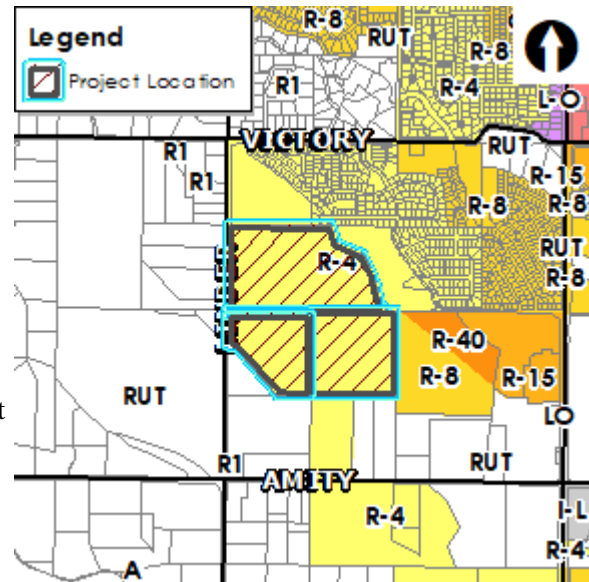 Legend
Project Location
R-8
RUT
R-8
R1
R-4
L-O
VICTORY
R1
RUT
R1
R-15
R-8
R-8
R-4
RUT
R-8
R-40
R-8
R-15
RUT
t
LO
R1
RUT
AMITY
I-L
R-4
R-4
A